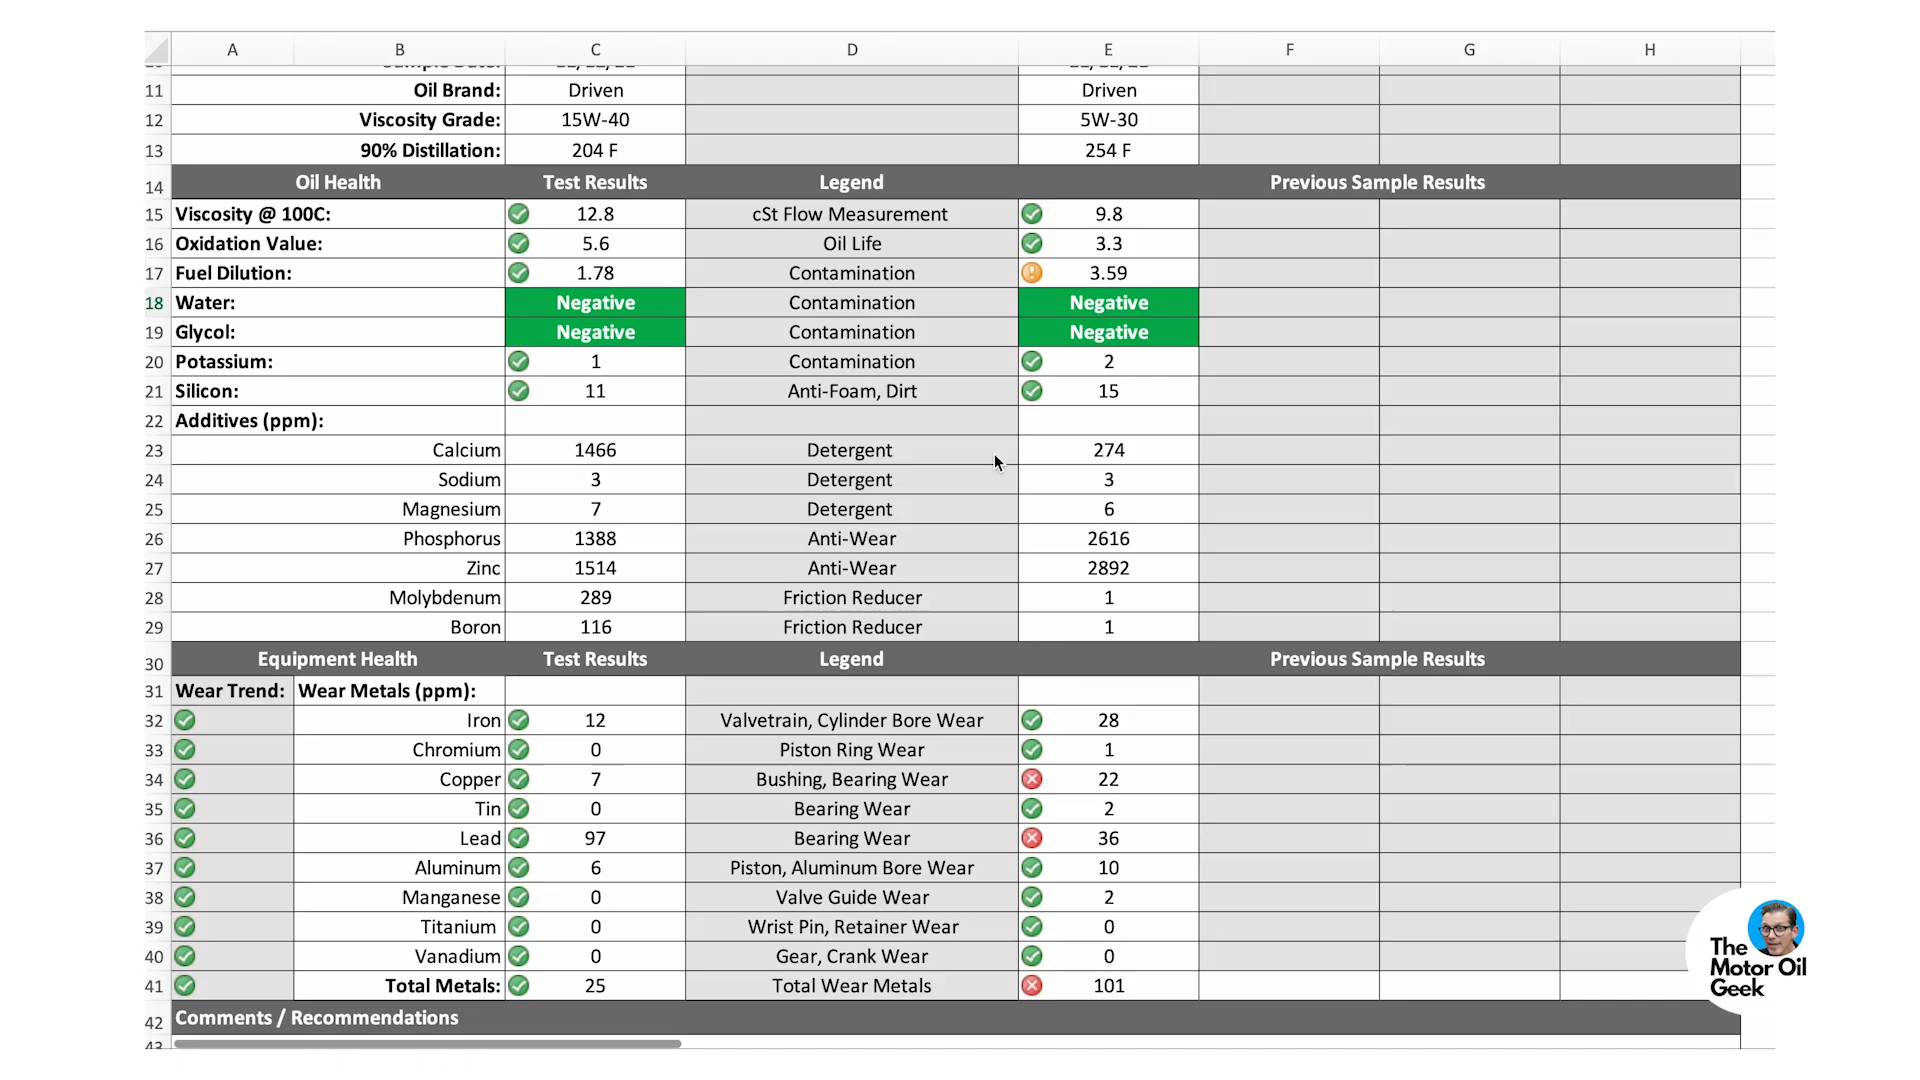 A B C D E F G H
11 Oil Brand: Driven Driven
12 Viscosity Grade: 15W-40 5W-30
13 90% Distillation: 204 F 254 F
14 Oil Health Test Results Legend Previous Sample Results
15 Viscosity @ 100C: 12.8 cSt Flow Measurement 9.8
16 Oxidation Value: 5.6 Oil Life 3.3
17 Fuel Dilution: 1.78 Contamination 3.59
18 Water: Negative Contamination Negative
19 Glycol: Negative Contamination Negative
20 Potassium: 1 Contamination 2
21 Silicon: 11 Anti-Foam, Dirt 15
22 Additives (ppm):
23 Calcium 1466 Detergent 274
24 Sodium 3 Detergent 3
25 Magnesium 7 Detergent 6
26 Phosphorus 1388 Anti-Wear 2616
27 Zinc 1514 Anti-Wear 2892
28 Molybdenum 289 Friction Reducer 1
29 Boron 116 Friction Reducer 1
30 Equipment Health Test Results Legend Previous Sample Results
31 Wear Trend: Wear Metals (ppm):
32 Iron 12 Valvetrain, Cylinder Bore Wear 28
33 Chromium 0 Piston Ring Wear 1
34 Copper 7 Bushing, Bearing Wear 22
35 Tin 0 Bearing Wear 2
36 Lead 97 Bearing Wear 36
37 Aluminum 6 Piston, Aluminum Bore Wear 10
38 Manganese 0 Valve Guide Wear 2
39 Titanium 0 Wrist Pin, Retainer Wear 0
40 Vanadium 0 Gear, Crank Wear 0
41 Total Metals: 25 Total Wear Metals 101
42 Comments / Recommendations
43
The
Motor Oil
Geek